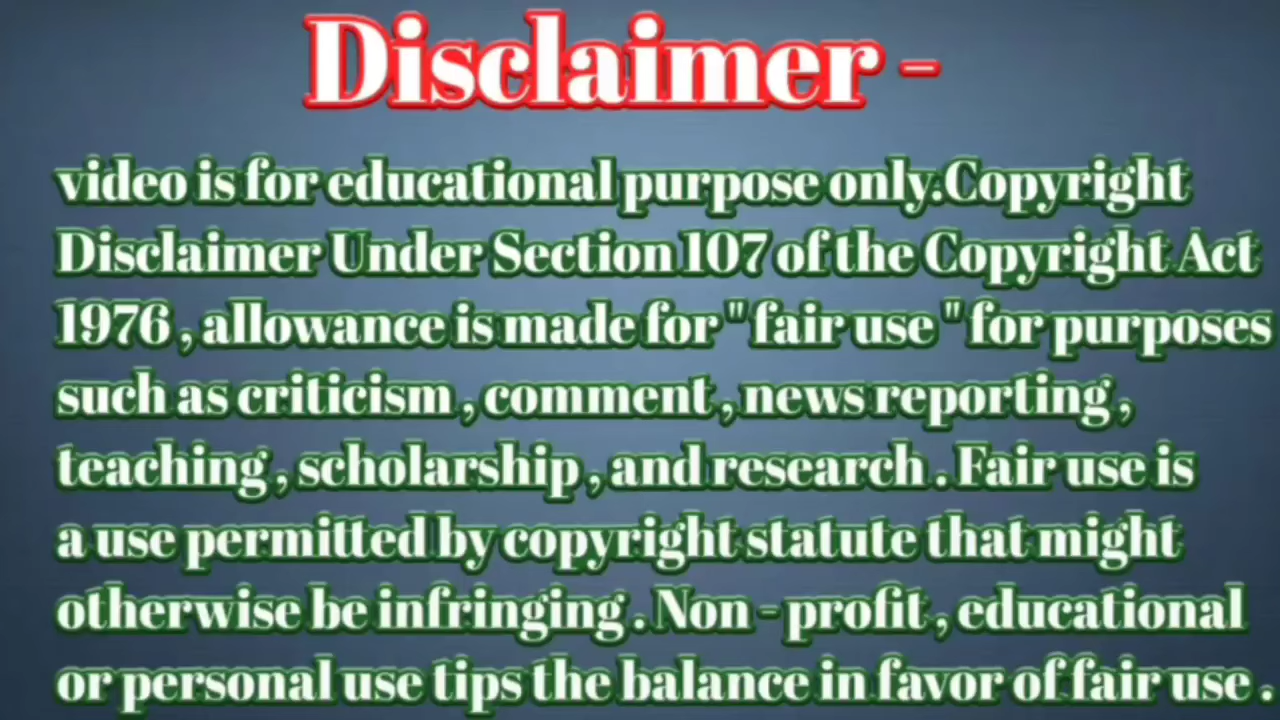 Disclaimer -
video is for educational purpose only.Copyright
Disclaimer Under Section 107 of the Copyright Act
1976 , allowance is made for " fair use " for purposes
such as criticism , comment , news reporting ,
teaching , scholarship , and research . Fair use is
a use permitted by copyright statute that might
otherwise be infringing . Non - profit , educational
or personal use tips the balance in favor of fair use .